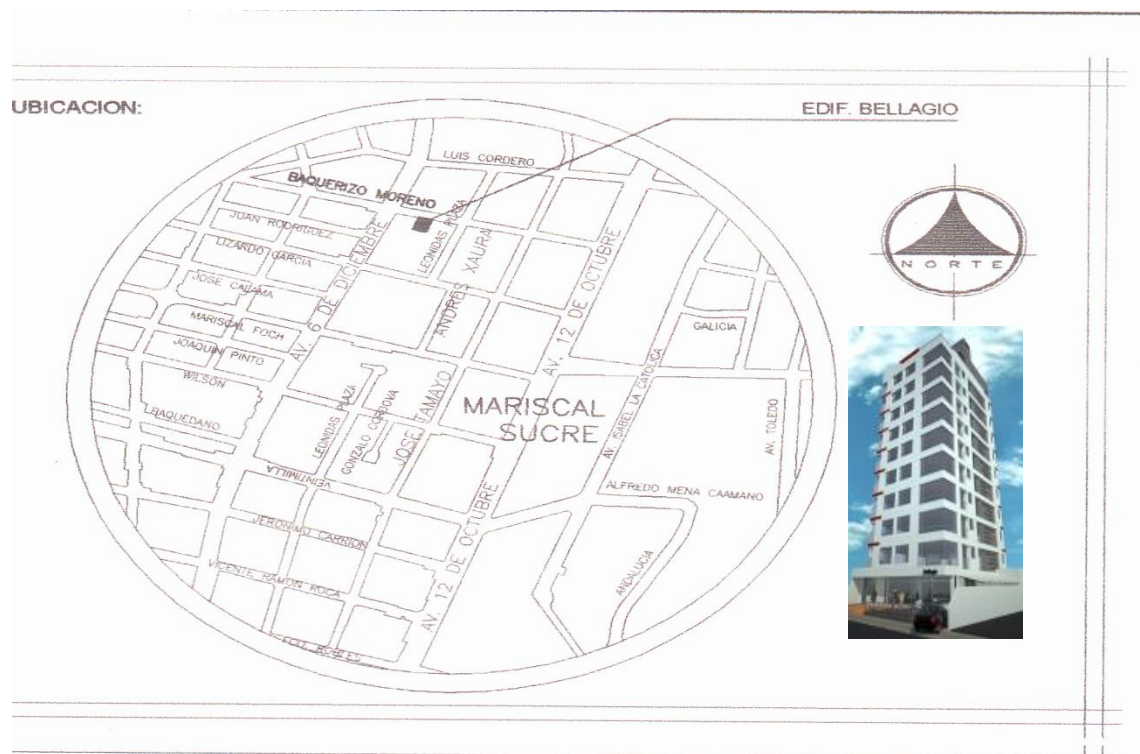 UBICACION:
EDIF. BELLAGIO
LUIS CORDERO
BAQUERIZO MORENO
JUAN RODRIGUEZ
LEONIDAS PLAZA
LIZARDO GARCIA
AV. 6 DE DICIEMBRE
ANDRES XAURA
AV. 12 DE OCTUBRE
NORTE
JOSE CALAMA
MARISCAL FOCH
JOAQUIN PINTO
GALICIA
WILSON
BAQUEDANO
LEONIDAS PLAZA
GONZALO CORDOVA
JOSE TAMAYO
MARISCAL
SUCRE
AV. ISABEL LA CATOLICA
AV. TOLEDO
VEINTIMILLA
ALFREDO MENA CAAMANO
JERONIMO CARRION
AV. 12 DE OCTUBRE
ANDALUCIA
VICENTE RAMON ROCA
FCO. ROBLES